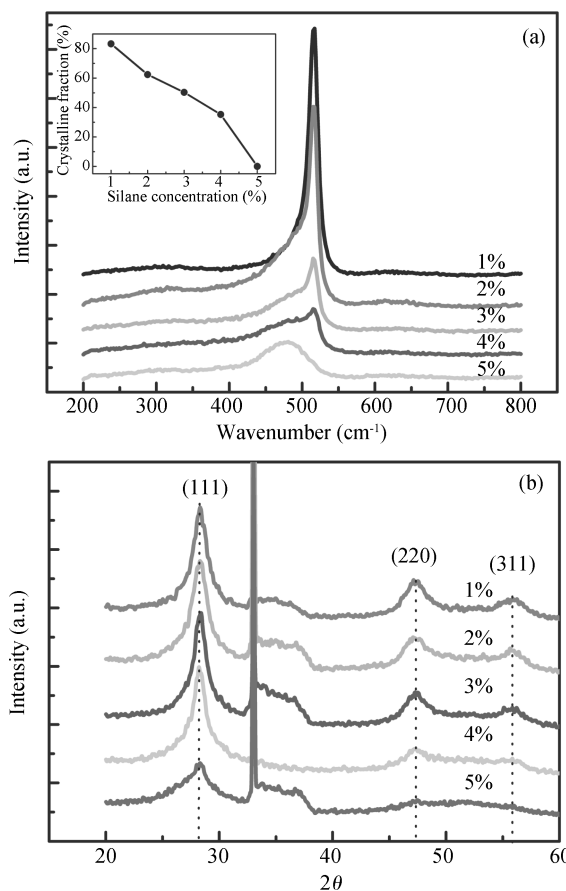 (a)
80
60
40
20
0
Crystalline fraction (%)
1 2 3 4 5
Silane concentration (%)
Intensity (a.u.)
1%
2%
3%
4%
5%
200 300 400 500 600 700 800
Wavenumber (cm-1)
(b)
(111)
(220)
(311)
Intensity (a.u.)
1%
2%
3%
4%
5%
20 30 40 50 60
2θ